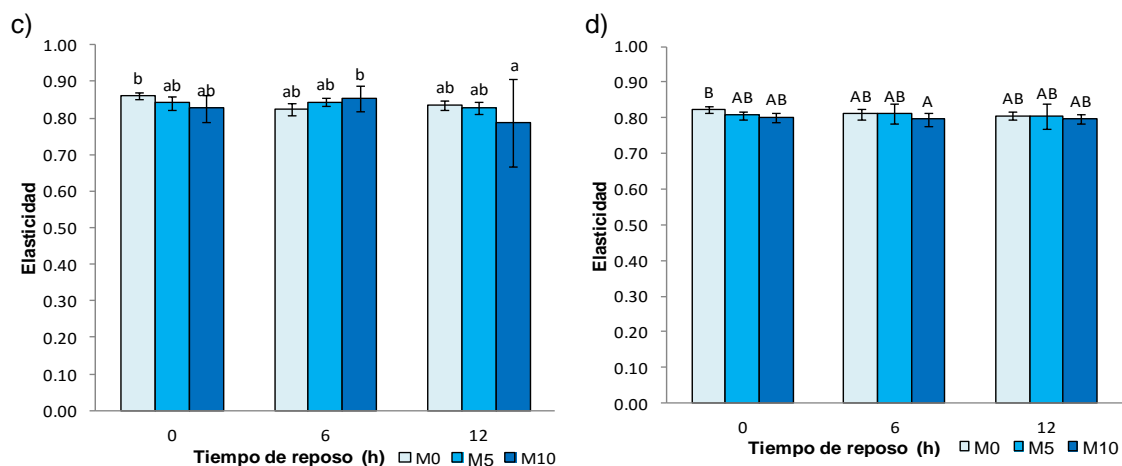 c)
1.00
0.90
0.80
0.70
0.60
0.50
0.40
0.30
0.20
0.10
0.00
Elasticidad
b ab ab
ab ab b
ab ab a
0 6 12
Tiempo de reposo (h) M0 M5 M10
d)
1.00
0.90
0.80
0.70
0.60
0.50
0.40
0.30
0.20
0.10
0.00
Elasticidad
B AB AB
AB AB A
AB AB AB
0 6 12
Tiempo de reposo (h) M0 M5 M10